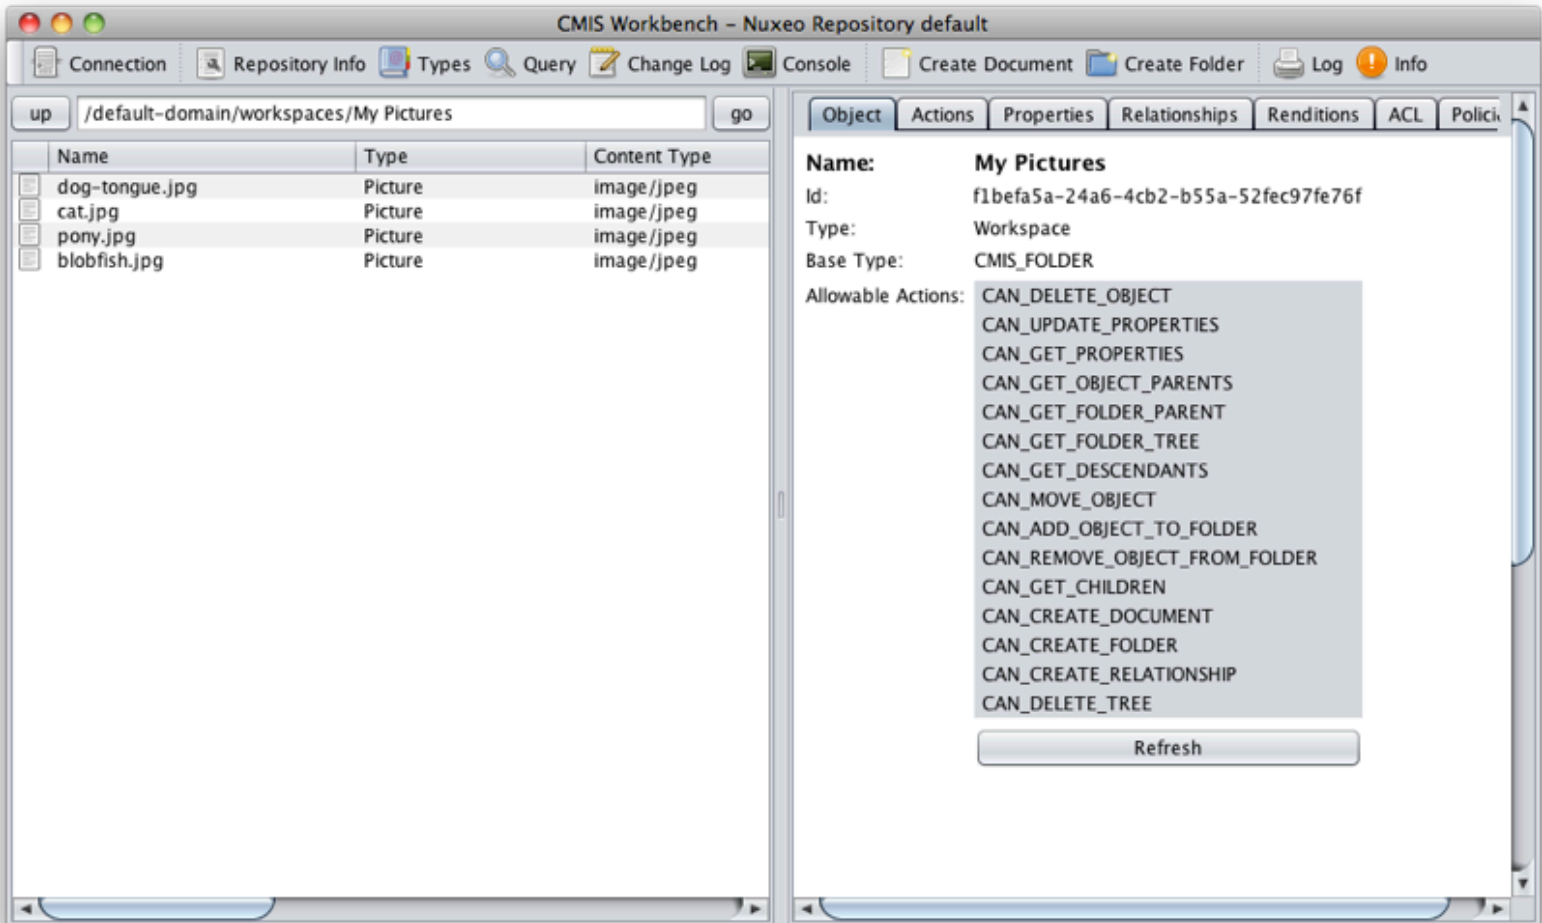 CMIS Workbench – Nuxeo Repository default
Connection Repository Info Types Query Change Log Console Create Document Create Folder Log Info
up /default-domain/workspaces/My Pictures go
Name Type Content Type
dog-tongue.jpg Picture image/jpeg
cat.jpg Picture image/jpeg
pony.jpg Picture image/jpeg
blobfish.jpg Picture image/jpeg
Object Actions Properties Relationships Renditions ACL
Name: My Pictures
Id: f1befa5a-24a6-4cb2-b55a-52fec97fe76f
Type: Workspace
Base Type: CMIS_FOLDER
Allowable Actions: CAN_DELETE_OBJECT
CAN_UPDATE_PROPERTIES
CAN_GET_PROPERTIES
CAN_GET_OBJECT_PARENTS
CAN_GET_FOLDER_PARENT
CAN_GET_FOLDER_TREE
CAN_GET_DESCENDANTS
CAN_MOVE_OBJECT
CAN_ADD_OBJECT_TO_FOLDER
CAN_REMOVE_OBJECT_FROM_FOLDER
CAN_GET_CHILDREN
CAN_CREATE_DOCUMENT
CAN_CREATE_FOLDER
CAN_CREATE_RELATIONSHIP
CAN_DELETE_TREE
Refresh